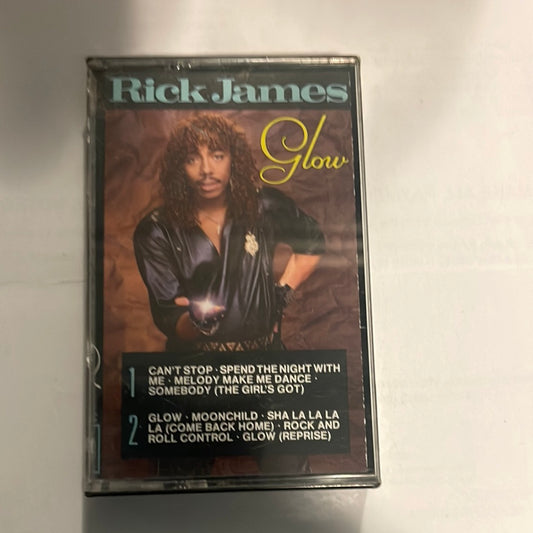 Rick James
Glow
1
CAN'T STOP · SPEND THE NIGHT WITH
ME · MELODY MAKE ME DANCE ·
SOMEBODY (THE GIRL'S GOT)
2
GLOW · MOONCHILD · SHA LA LA LA
LA (COME BACK HOME) · ROCK AND
ROLL CONTROL · GLOW (REPRISE)